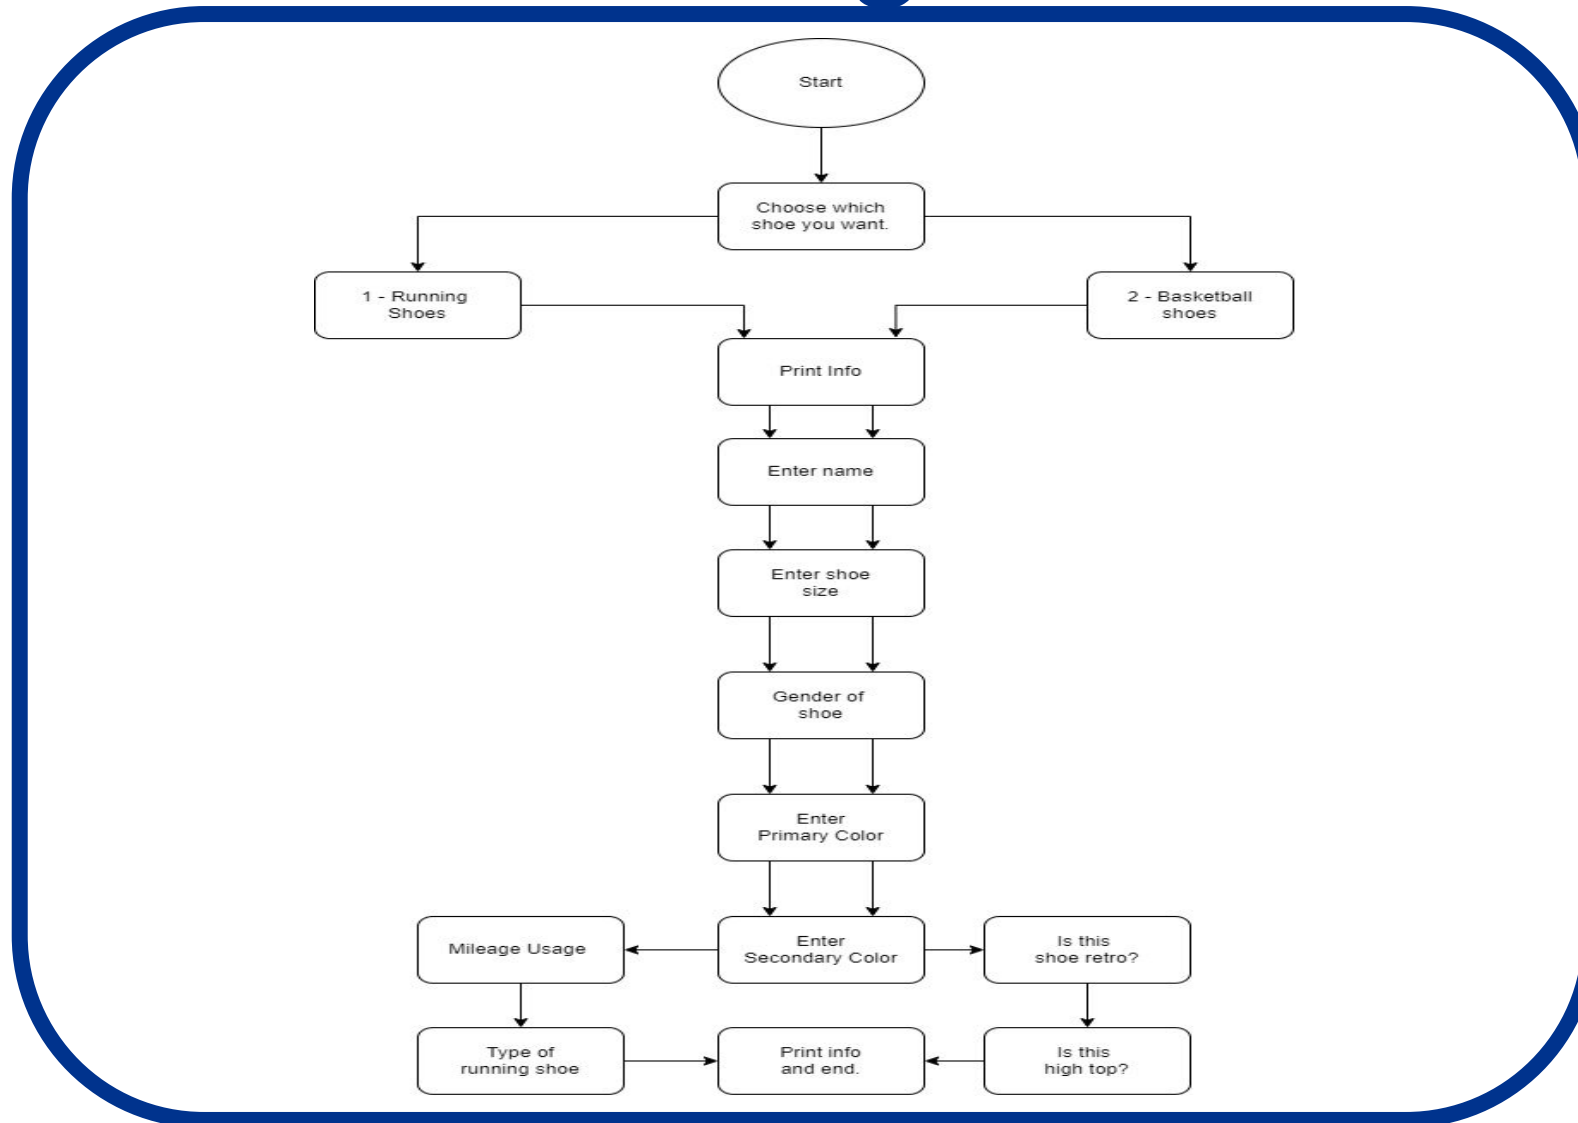 Start
Choose which
shoe you want.
1 - Running
Shoes
2 - Basketball
shoes
Print Info
Enter name
Enter shoe
size
Gender of
shoe
Enter
Primary Color
Mileage Usage
Enter
Secondary Color
Is this
shoe retro?
Type of
running shoe
Print info
and end.
Is this
high top?